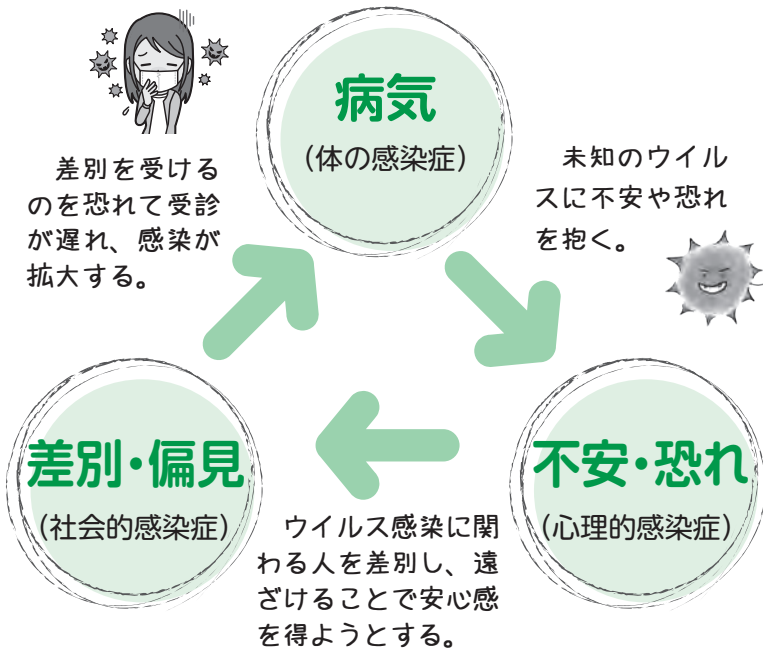 病気
(体の感染症)
未知のウイル
スに不安や恐れ
を抱く。
不安・恐れ
(心理的感染症)
ウイルス感染に関
わる人を差別し、遠
ざけることで安心感
を得ようとする。
差別・偏見
(社会的感染症)
差別を受ける
のを恐れて受診
が遅れ、感染が
拡大する。